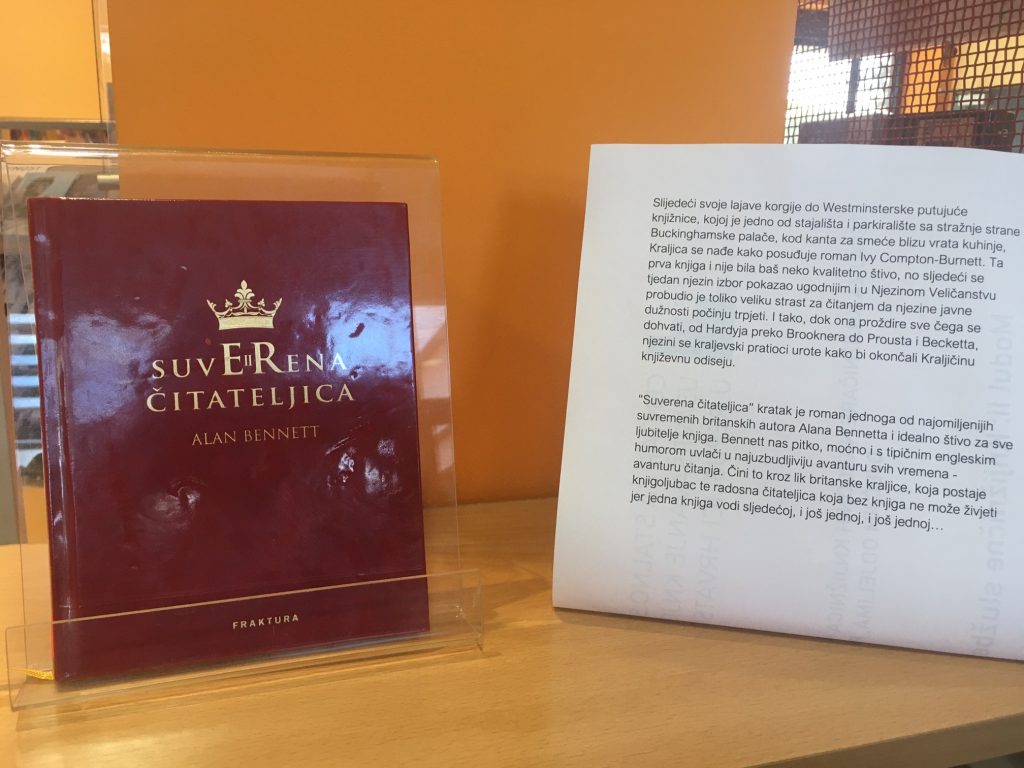 SUVEIIRENA
ČITATELJICA
ALAN BENNETT
FRAKTURA
Slijedeći svoje lajave korgije do Westminsterske putujuće
knjižnice, kojoj je jedno od stajališta i parkiralište sa stražnje strane
Buckinghamske palače, kod kanta za smeće blizu vrata kuhinje,
Kraljica se nađe kako posuđuje roman Ivy Compton-Burnett. Ta
prva knjiga i nije bila baš neko kvalitetno štivo, no sljedeći se
tjedan njezin izbor pokazao ugodnijim i u Njezinom Veličanstvu
probudio je toliko veliku strast za čitanjem da njezine javne
dužnosti počinju trpjeti. I tako, dok ona proždire sve čega se
dohvati, od Hardyja preko Brooknera do Prousta i Becketta,
njezini se kraljevski pratioci urote kako bi okončali Kraljičinu
književnu odiseju.
"Suverena čitateljica" kratak je roman jednoga od najomiljenijih
suvremenih britanskih autora Alana Bennetta i idealno štivo za sve
ljubitelje knjiga. Bennett nas pitko, moćno i s tipičnim engleskim
humorom uvlači u najuzbudljiviju avanturu svih vremena -
avanturu čitanja. Čini to kroz lik britanske kraljice, koja postaje
knjigoljubac te radosna čitateljica koja bez knjiga ne može živjeti
jer jedna knjiga vodi sljedećoj, i još jednoj, i još jednoj…